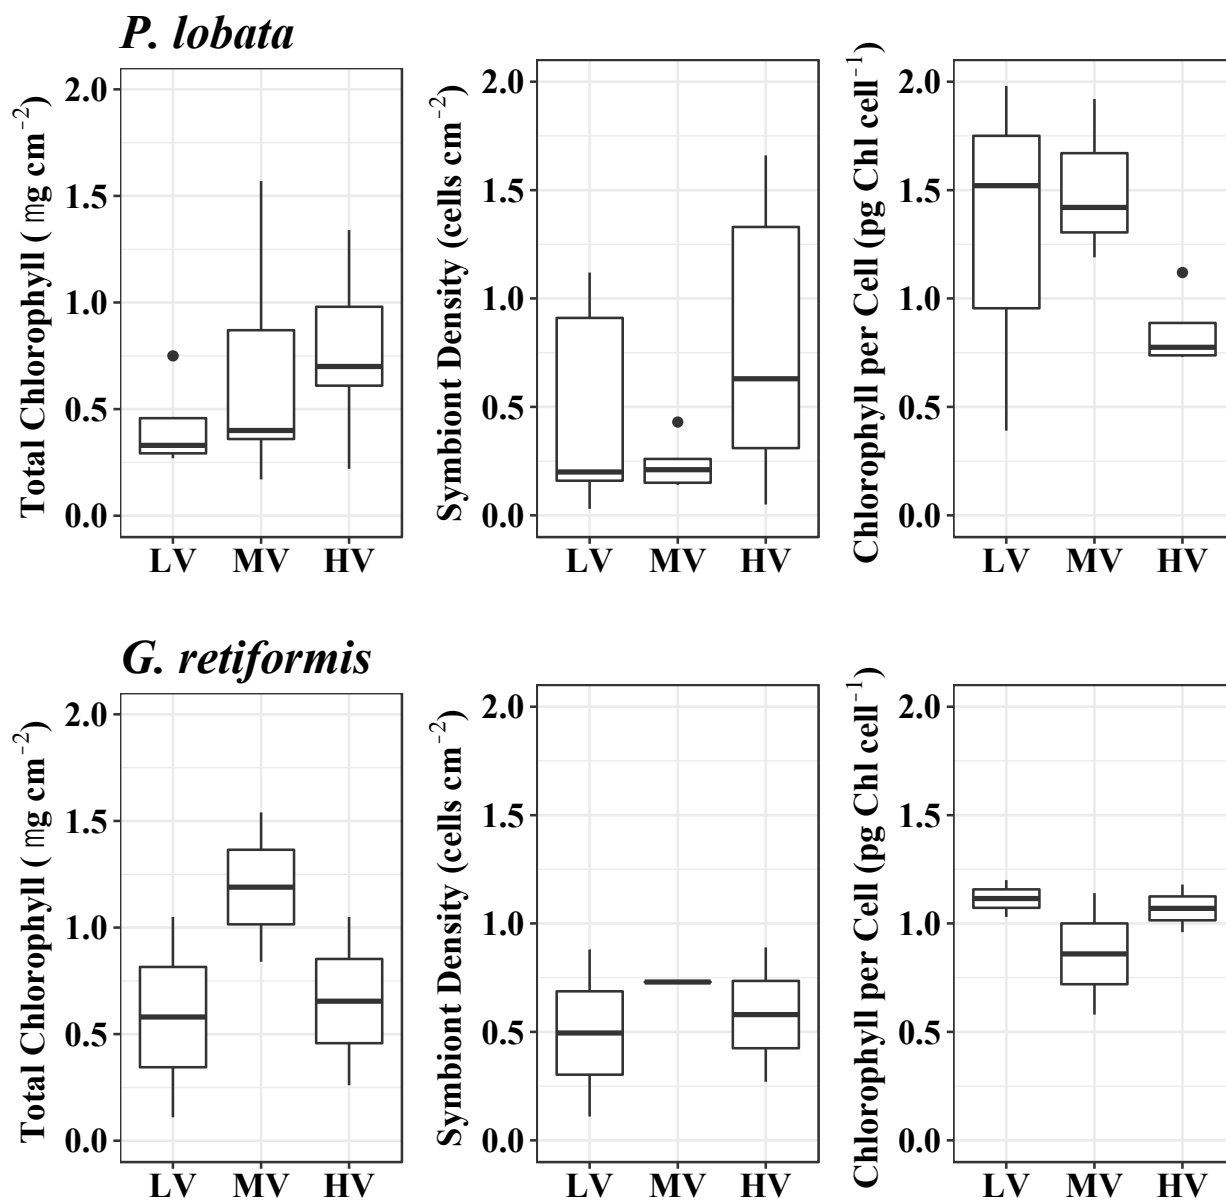 P. lobata
Total Chlorophyll ( mg cm⁻²)
2.0
1.5
1.0
0.5
0.0
LV MV HV
Symbiont Density (cells cm⁻²)
2.0
1.5
1.0
0.5
0.0
LV MV HV
Chlorophyll per Cell (pg Chl cell⁻¹)
2.0
1.5
1.0
0.5
0.0
LV MV HV
G. retiformis
Total Chlorophyll ( mg cm⁻²)
2.0
1.5
1.0
0.5
0.0
LV MV HV
Symbiont Density (cells cm⁻²)
2.0
1.5
1.0
0.5
0.0
LV MV HV
Chlorophyll per Cell (pg Chl cell⁻¹)
2.0
1.5
1.0
0.5
0.0
LV MV HV